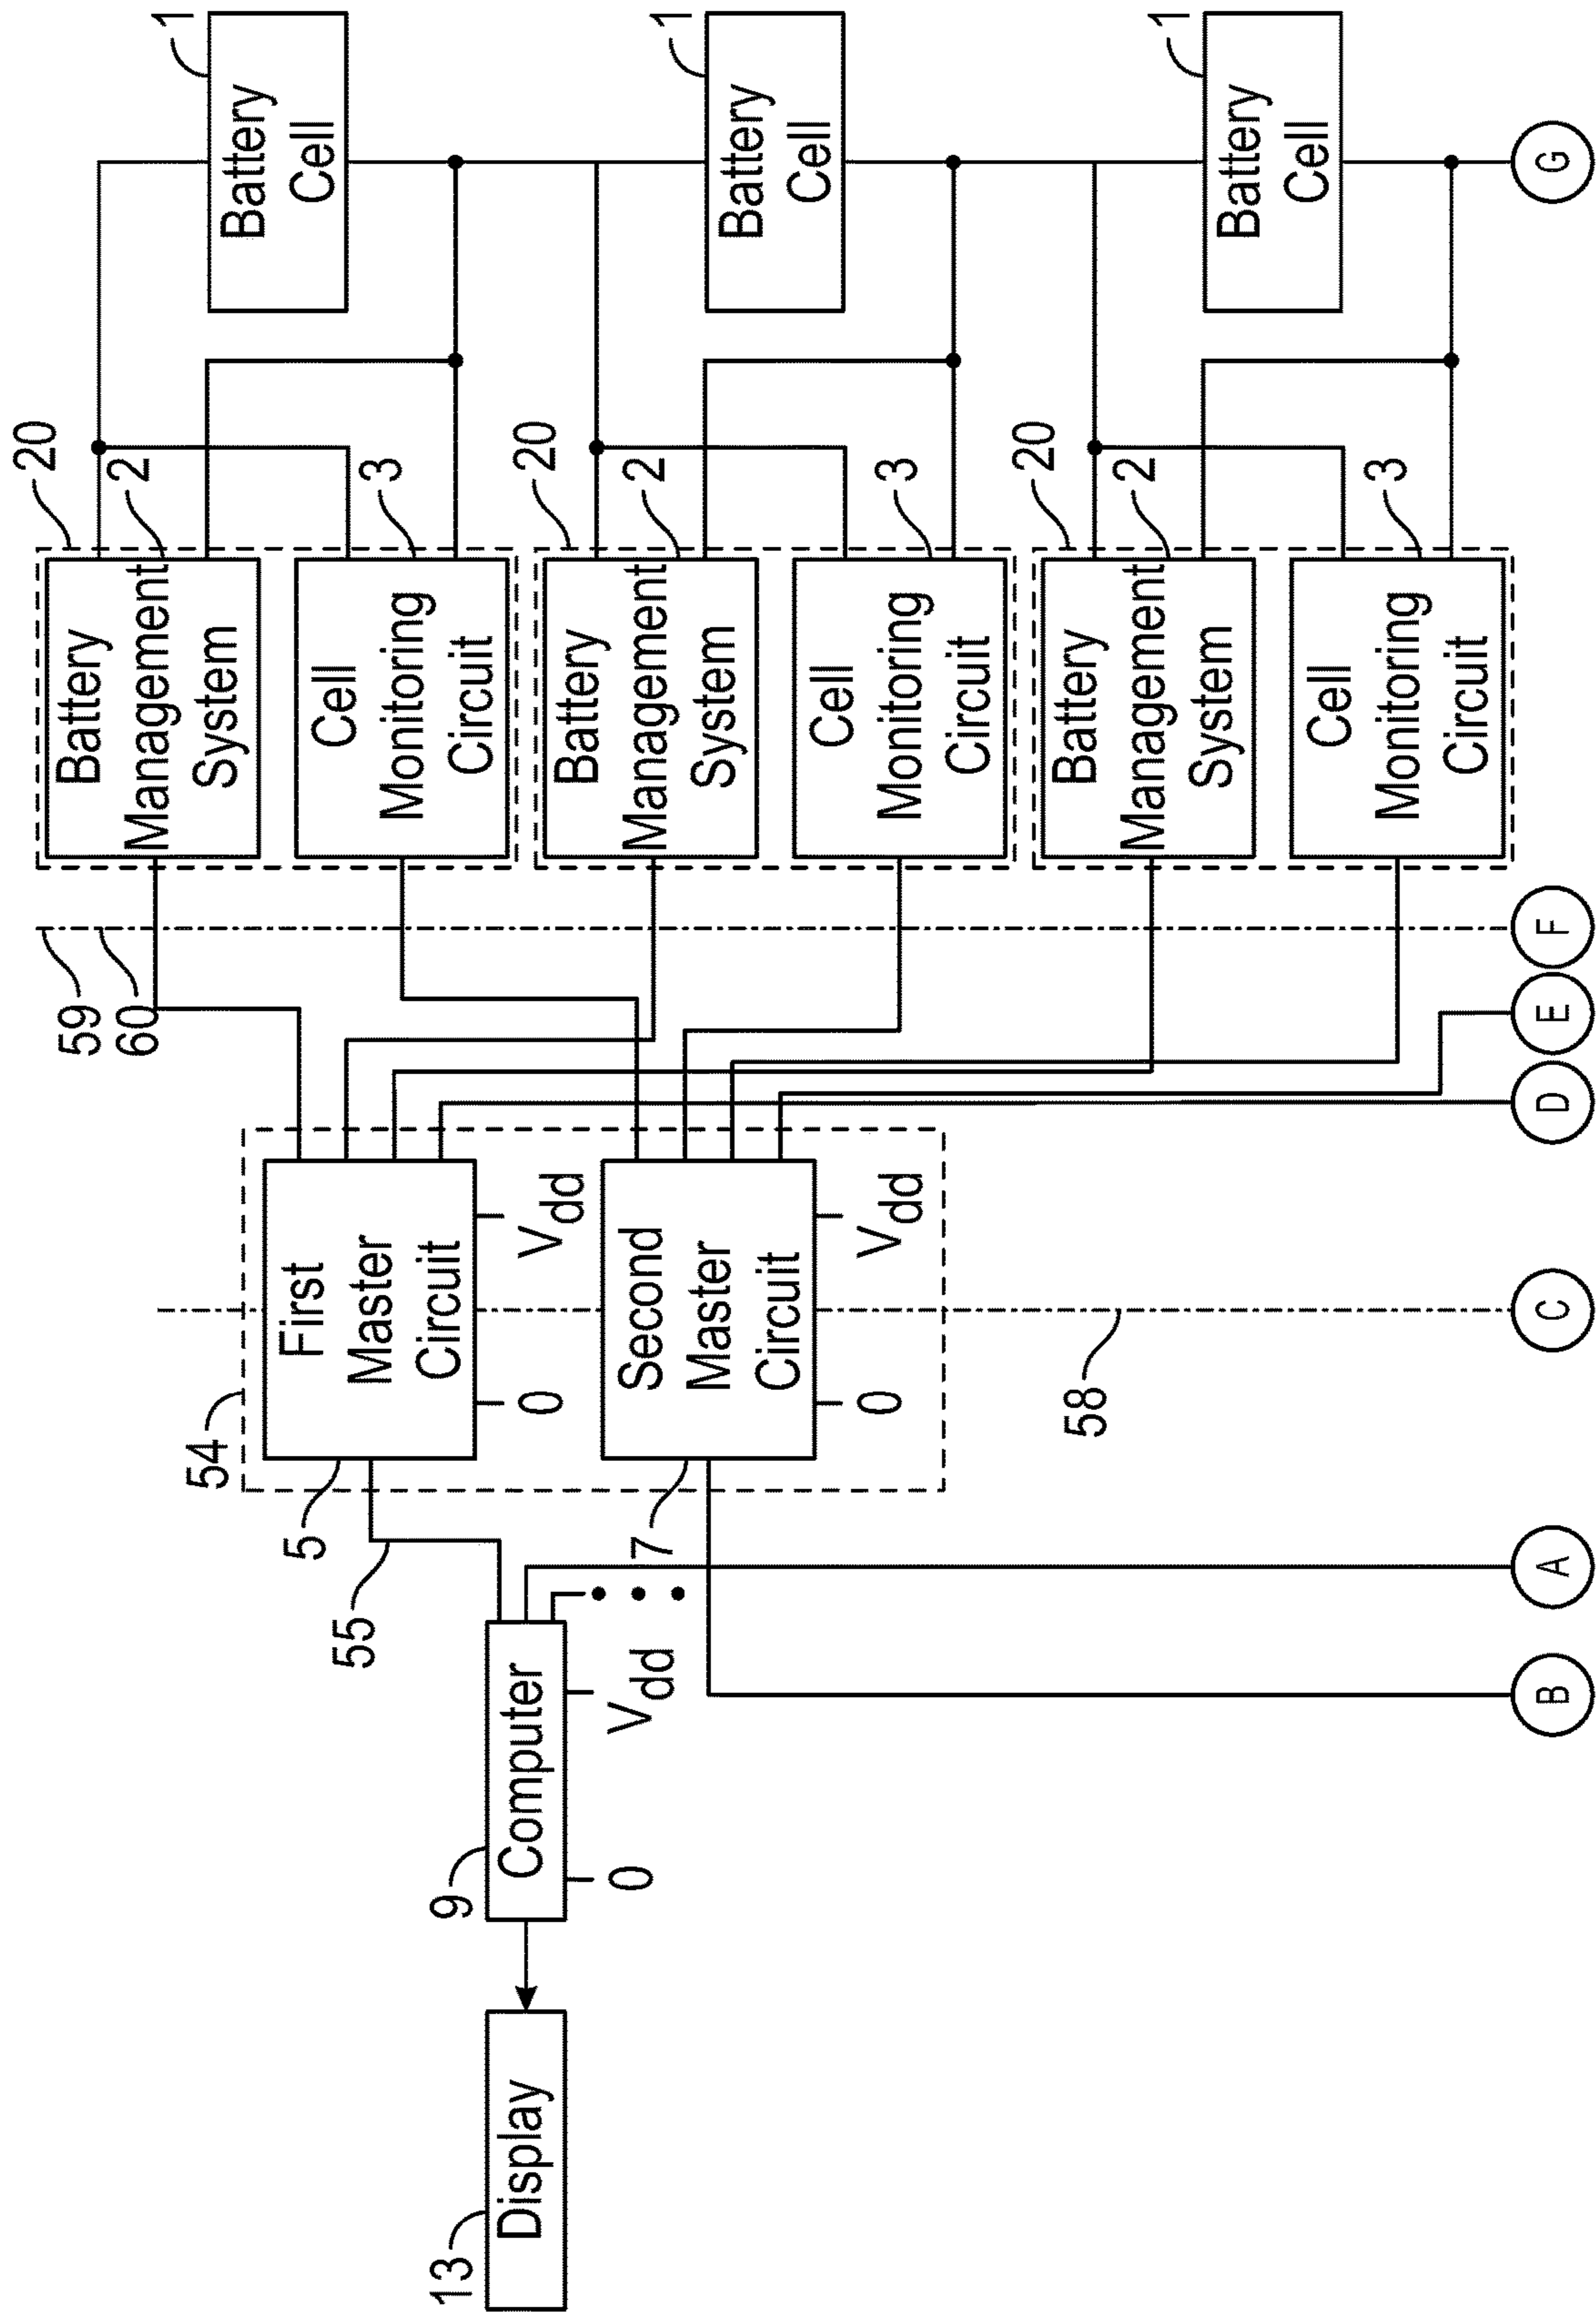 1
Battery
Cell
1
Battery
Cell
1
Battery
Cell
G
20
2
3
20
2
3
20
2
3
Battery
Management
System
Cell
Monitoring
Circuit
Battery
Management
System
Cell
Monitoring
Circuit
Battery
Management
System
Cell
Monitoring
Circuit
59
60
F
E
D
First
Master
Circuit
Vdd
0
Second
Master
Circuit
Vdd
0
54
5
7
58
C
55
A
B
9
Computer
Vdd
0
13
Display